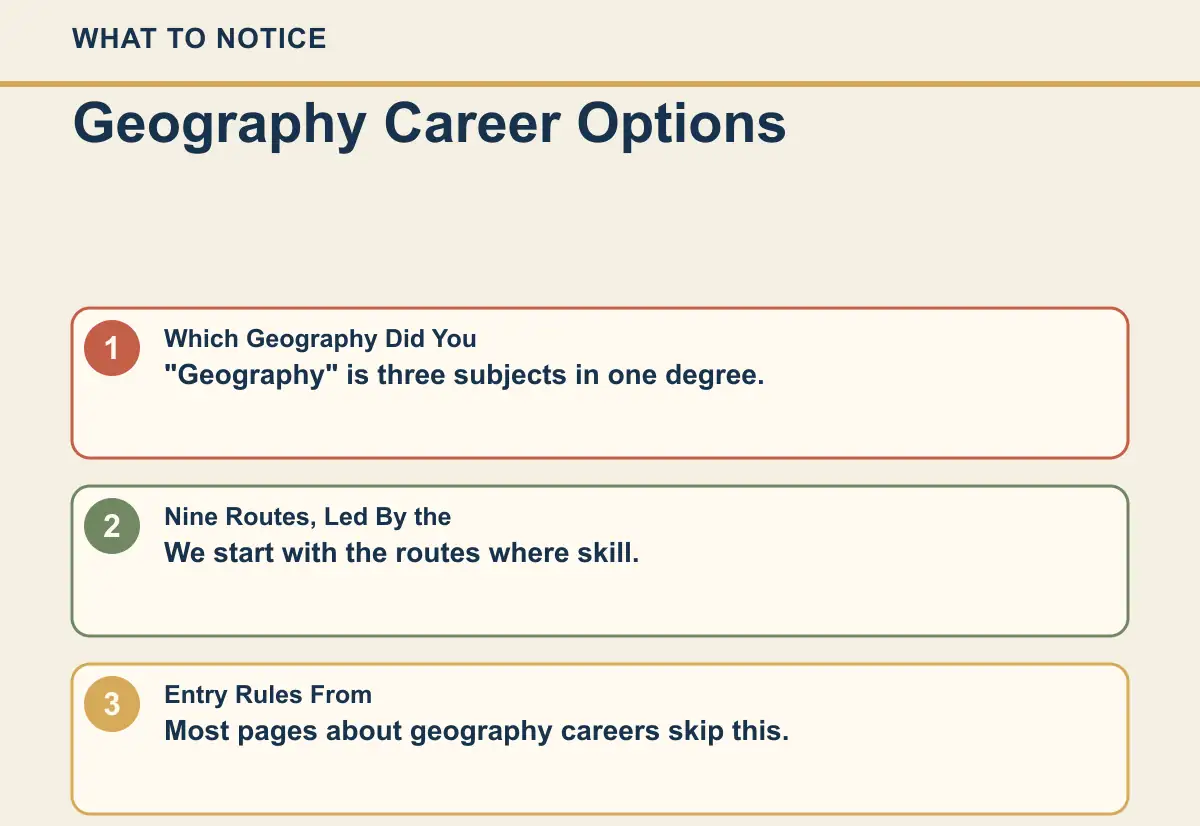 WHAT TO NOTICE
Geography Career Options
1
Which Geography Did You
"Geography" is three subjects in one degree.
2
Nine Routes, Led By the
We start with the routes where skill.
3
Entry Rules From
Most pages about geography careers skip this.